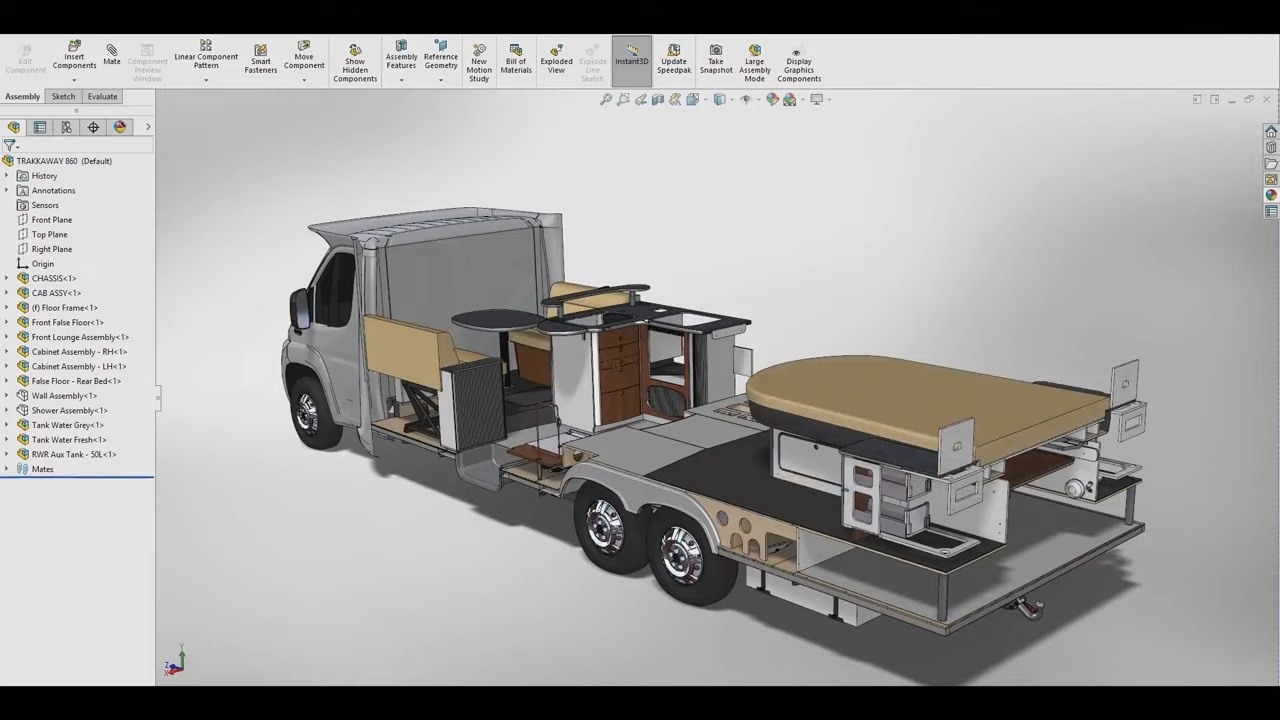 Edit Component
Insert Components
Mate
Component Preview Window
Linear Component Pattern
Smart Fasteners
Move Component
Show Hidden Components
Assembly Features
Reference Geometry
New Motion Study
Bill of Materials
Exploded View
Explode Line Sketch
Instant3D
Update Speedpak
Take Snapshot
Large Assembly Mode
Display Graphics Components
Assembly
Sketch
Evaluate
TRAKKAWAY 860 (Default)
History
Annotations
Sensors
Front Plane
Top Plane
Right Plane
Origin
CHASSIS<1>
CAB ASSY<1>
(f) Floor Frame<1>
Front False Floor<1>
Front Lounge Assembly<1>
Cabinet Assembly - RH<1>
Cabinet Assembly - LH<1>
False Floor - Rear Bed<1>
Wall Assembly<1>
Shower Assembly<1>
Tank Water Grey<1>
Tank Water Fresh<1>
RWR Aux Tank - 50L<1>
Mates
Y
Z
X